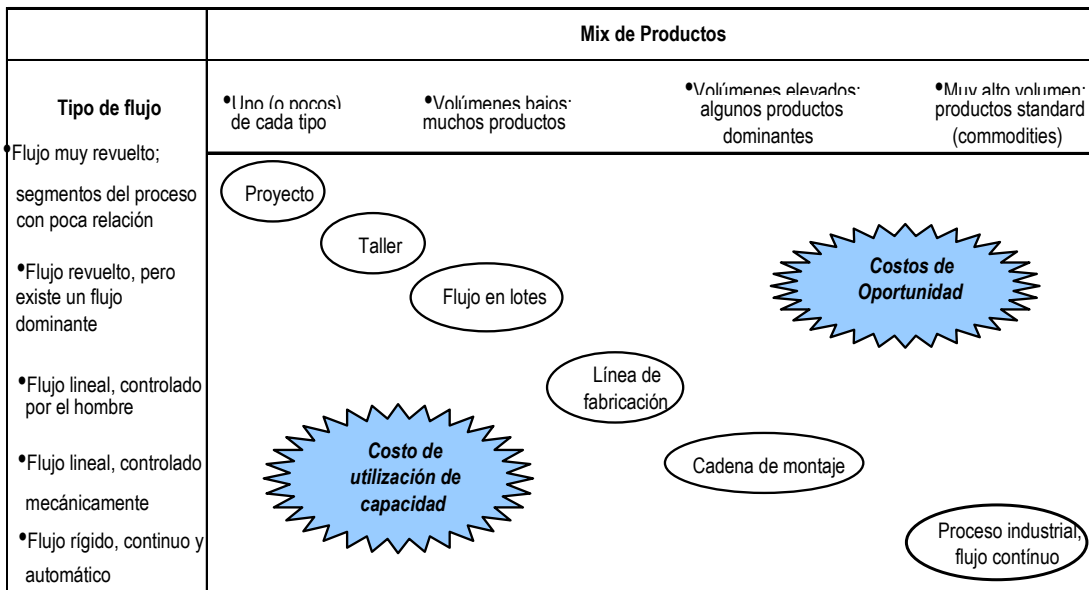 Mix de Productos
Tipo de flujo
•Uno (o pocos)
de cada tipo
•Volúmenes bajos;
muchos productos
•Volúmenes elevados;
algunos productos
dominantes
•Muy alto volumen;
productos standard
(commodities)
•Flujo muy revuelto;
segmentos del proceso
con poca relación
•Flujo revuelto, pero
existe un flujo
dominante
•Flujo lineal, controlado
por el hombre
•Flujo lineal, controlado
mecánicamente
•Flujo rígido, continuo y
automático
Proyecto
Taller
Flujo en lotes
Línea de
fabricación
Cadena de montaje
Proceso industrial,
flujo contínuo
Costos de
Oportunidad
Costo de
utilización de
capacidad